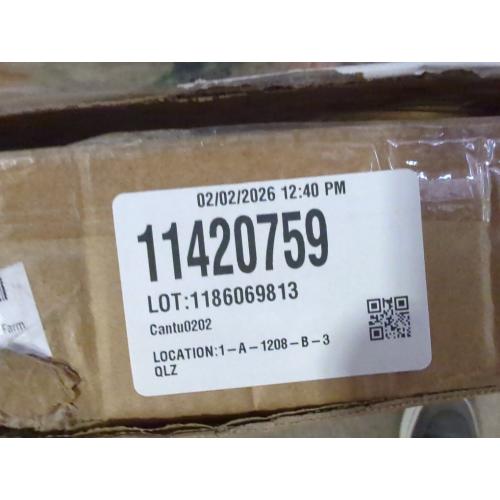 02/02/2026 12:40 PM
11420759
LOT:1186069813
Cantu0202
LOCATION:1-A-1208-B-3
QLZ
Farm